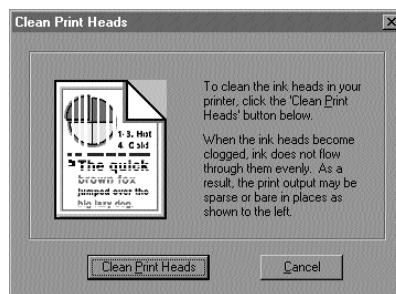 Clean Print Heads
To clean the ink heads in your
printer, click the 'Clean Print
Heads' button below.
When the ink heads become
clogged, ink does not flow
through them evenly. As a
result, the print output may be
sparse or bare in places as
shown to the left.
1-3. Hot
4. Cold
The quick
brown fox
jumped over the
big lazy dog.
Clean Print Heads
Cancel